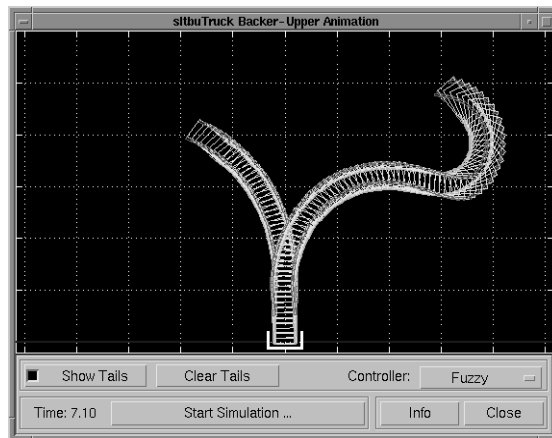 sltbuTruck Backer-Upper Animation
Show Tails
Clear Tails
Controller:
Fuzzy
Time: 7.10
Start Simulation ...
Info
Close